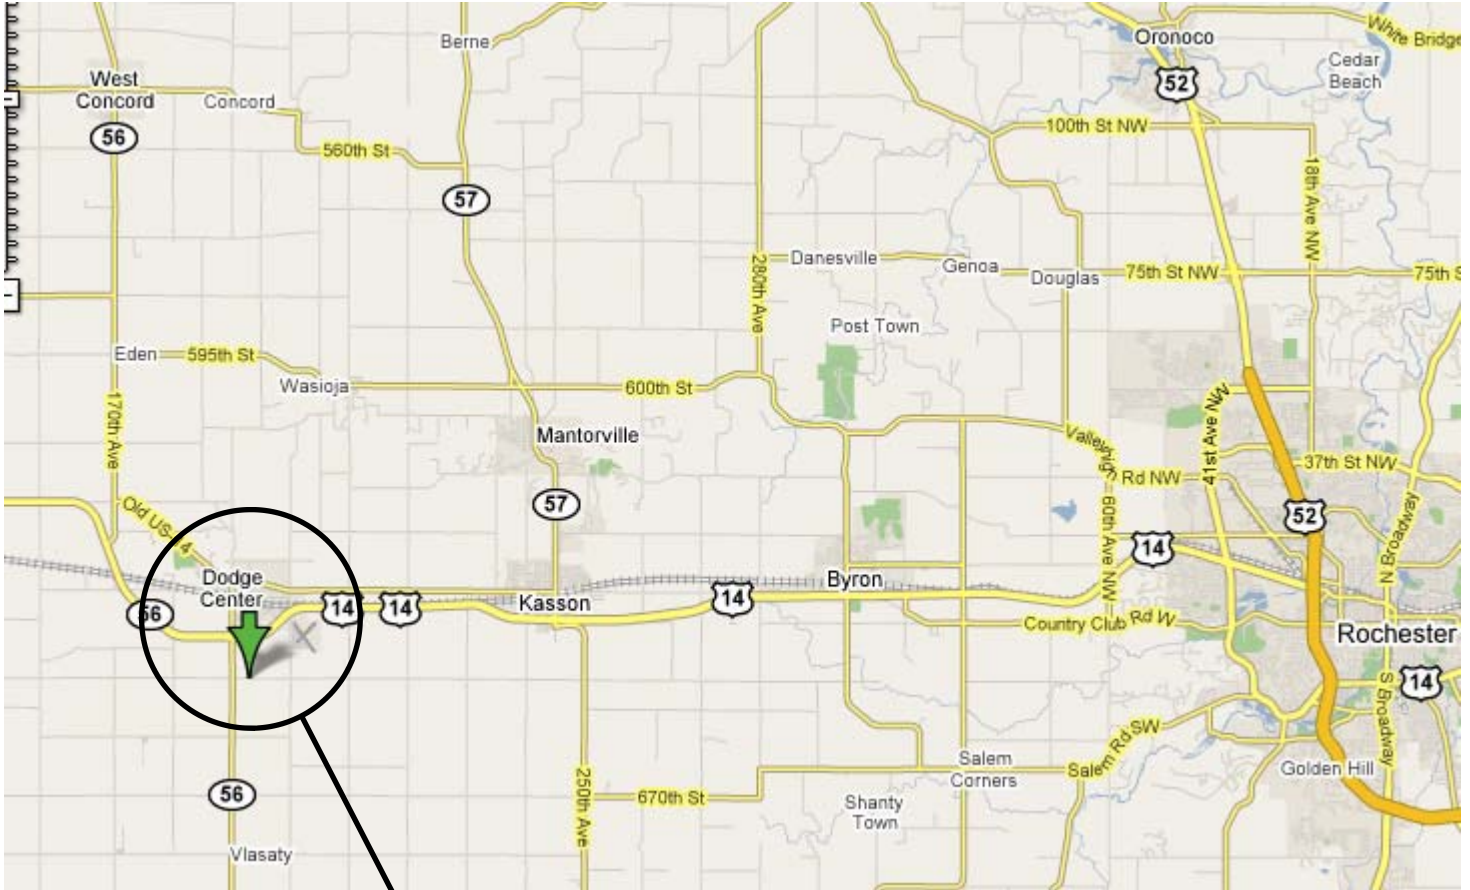 Berne
Oronoco
White Bridge
52
Cedar
Beach
West
Concord
Concord
56
100th St NW
560th St
18th Ave NW
57
280th Ave
Danesville
Genoa
Douglas
75th St NW
75th S
Post Town
Eden
595th St
Wasioja
600th St
170th Ave
Mantorville
41st Ave NW
Valleyhigh
Rd NW
37th St NW
57
60th Ave NW
52
N Broadway
14
Dodge
Center
56
14
14
Kasson
14
Byron
Country Club Rd W
Rochester
14
S Broadway
Salem Rd SW
Salem
Corners
Golden Hill
56
250th Ave
670th St
Shanty
Town
Vlasaty